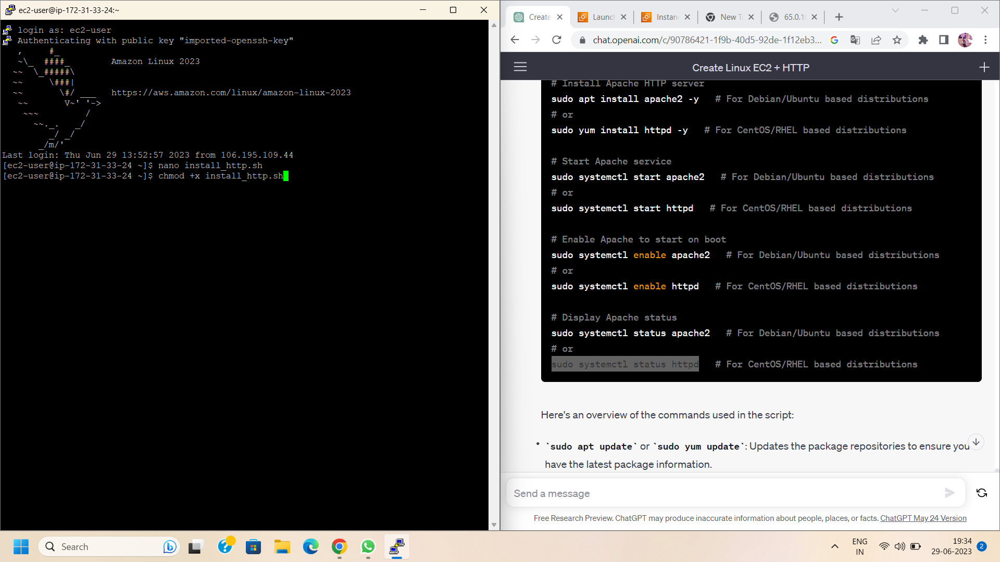 ec2-user@ip-172-31-33-24:~
login as: ec2-user
Authenticating with public key "imported-openssh-key"
   ,     #_
   ~\_  ####_        Amazon Linux 2023
  ~~  \_#####\
  ~~     \###|
  ~~       \#/ ___   https://aws.amazon.com/linux/amazon-linux-2023
   ~~       V~' '->
    ~~~         /
      ~~._.   _/
         _/ _/
       _/m/'
Last login: Thu Jun 29 13:52:57 2023 from 106.195.109.44
[ec2-user@ip-172-31-33-24 ~]$ nano install_http.sh
[ec2-user@ip-172-31-33-24 ~]$ chmod +x install_http.sh
Create
Launc
Instan
New T
65.0.1
chat.openai.com/c/90786421-1f9b-40d5-92de-1f12eb3...
Create Linux EC2 + HTTP
# Install Apache HTTP server
sudo apt install apache2 -y   # For Debian/Ubuntu based distributions
# or
sudo yum install httpd -y   # For CentOS/RHEL based distributions
# Start Apache service
sudo systemctl start apache2   # For Debian/Ubuntu based distributions
# or
sudo systemctl start httpd   # For CentOS/RHEL based distributions
# Enable Apache to start on boot
sudo systemctl enable apache2   # For Debian/Ubuntu based distributions
# or
sudo systemctl enable httpd   # For CentOS/RHEL based distributions
# Display Apache status
sudo systemctl status apache2   # For Debian/Ubuntu based distributions
# or
sudo systemctl status httpd   # For CentOS/RHEL based distributions
Here's an overview of the commands used in the script:
• `sudo apt update` or `sudo yum update`: Updates the package repositories to ensure you
have the latest package information.
Send a message
Free Research Preview. ChatGPT may produce inaccurate information about people, places, or facts. ChatGPT May 24 Version
Search
ENG
IN
19:34
29-06-2023
2